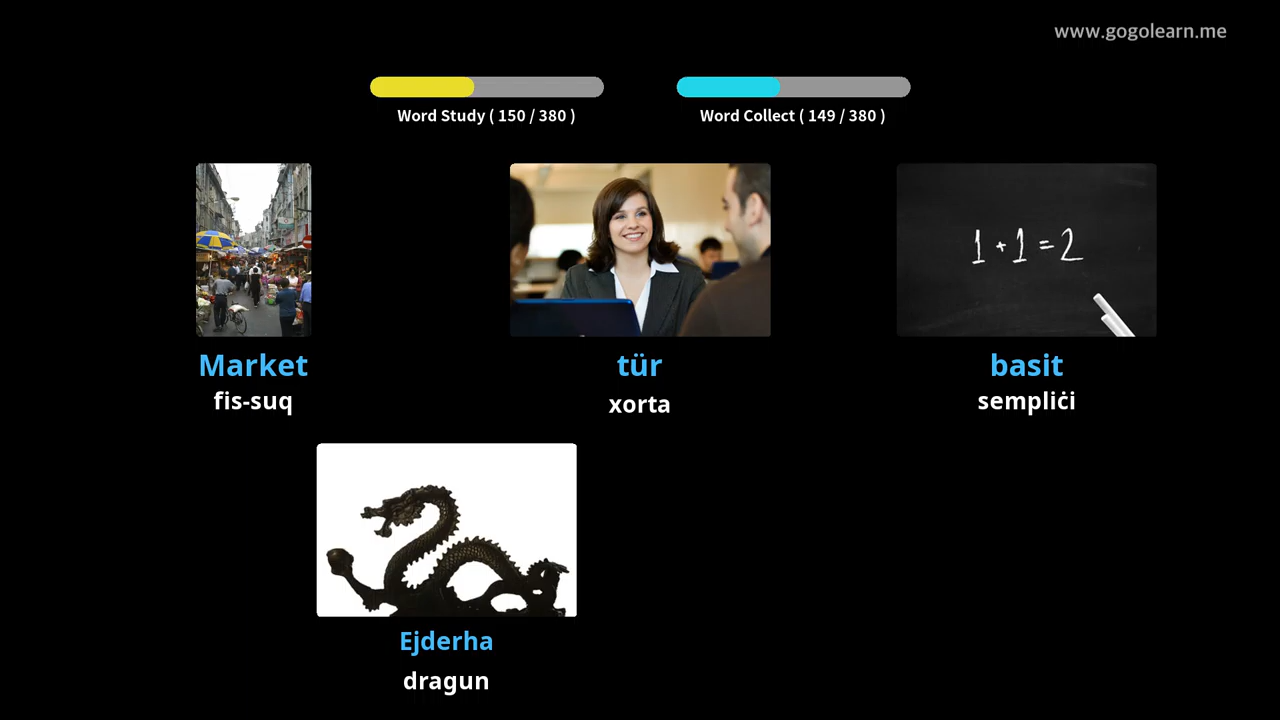 www.gogolearn.me
Word Study ( 150 / 380 )
Word Collect ( 149 / 380 )
1 + 1 = 2
Market
fis-suq
tür
xorta
basit
sempliċi
Ejderha
dragun